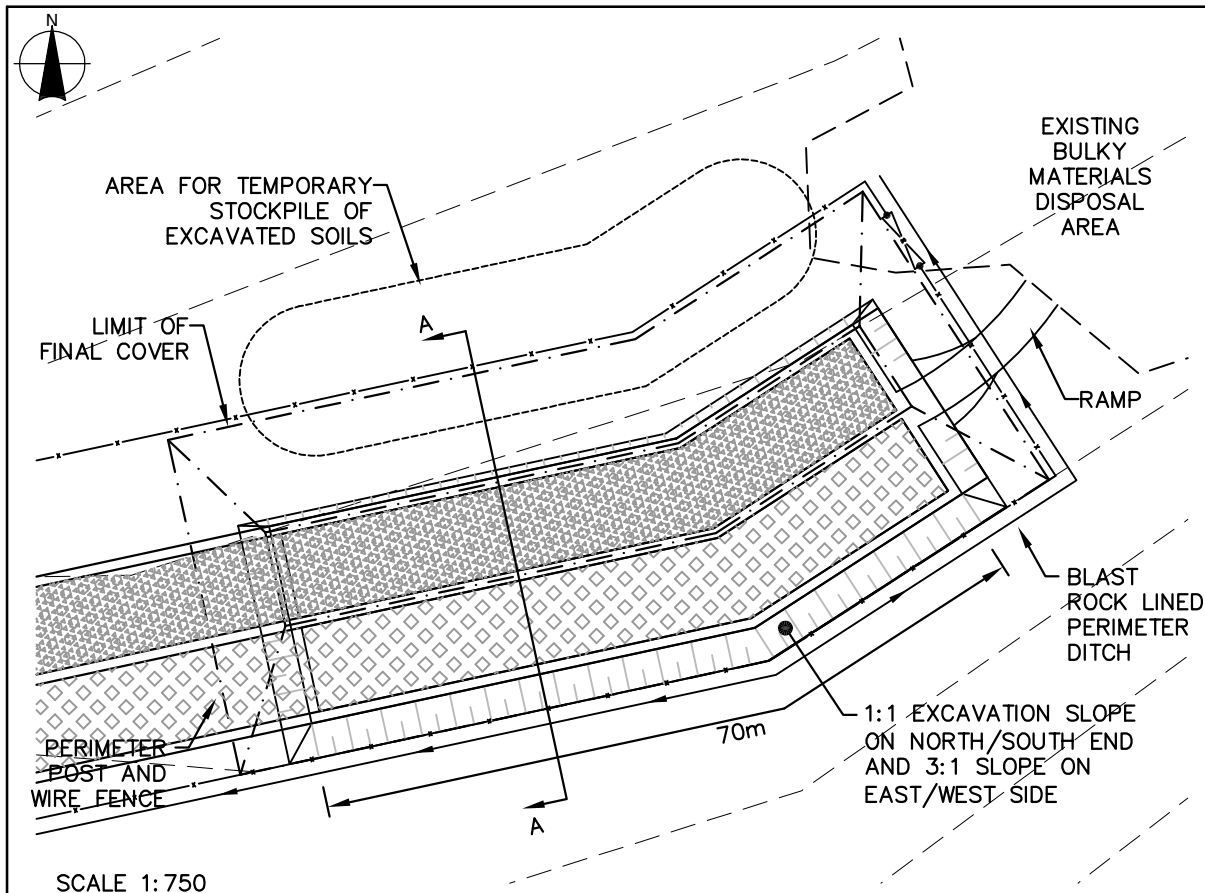 N
EXISTING
BULKY
MATERIALS
DISPOSAL
AREA
AREA FOR TEMPORARY
STOCKPILE OF
EXCAVATED SOILS
LIMIT OF
FINAL COVER
A
RAMP
BLAST
ROCK LINED
PERIMETER
DITCH
1:1 EXCAVATION SLOPE
ON NORTH/SOUTH END
AND 3:1 SLOPE ON
EAST/WEST SIDE
70m
PERIMETER
POST AND
WIRE FENCE
A
SCALE 1:750